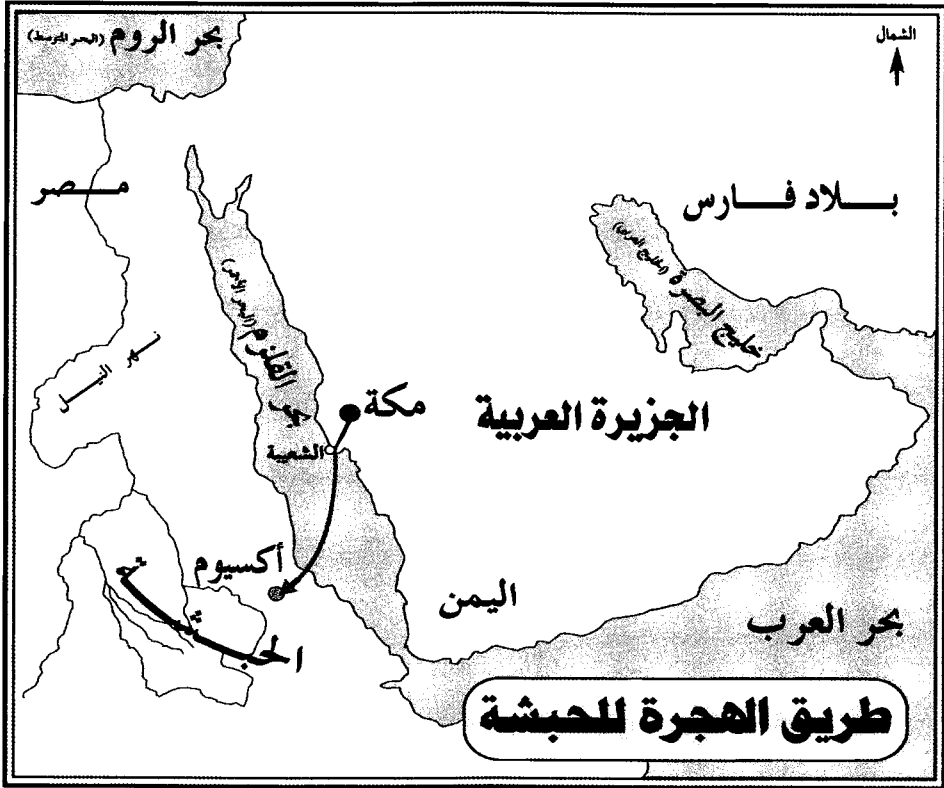 بحر الروم (البحر المتوسط)
الشمال
مصر
بلاد فارس
خليج البصرة (الخليج العربي)
بحر القلزم (البحر الأحمر)
نهر النيل
مكة
الجزيرة العربية
الشعيبة
أكسيوم
الحبشة
اليمن
بحر العرب
طريق الهجرة للحبشة